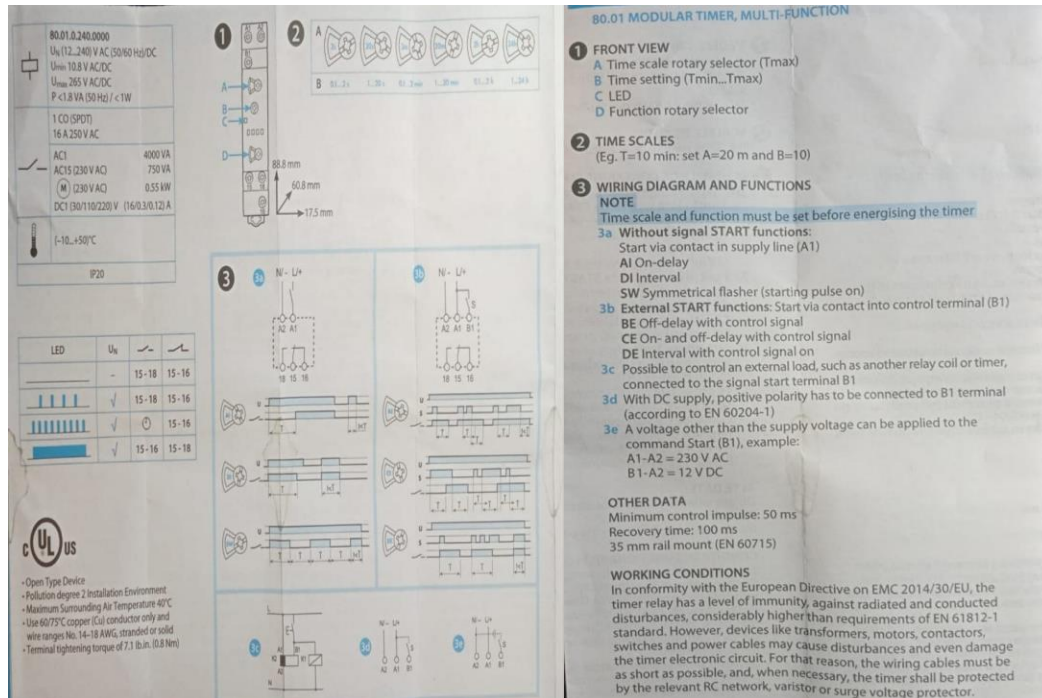 80.01.0.240.0000
UN (12...240) V AC (50/60 Hz)/DC
Umin 10.8 V AC/DC
Umax 265 V AC/DC
P <1.8 VA (50 Hz) / < 1W
1 CO (SPDT)
16 A 250 V AC
AC1 4000 VA
AC15 (230 V AC) 750 VA
M (230 V AC) 0.55 kW
DC1 (30/110/220) V (16/0.3/0.12) A
(–10...+50)°C
IP20
LED UN
- 15-18 15-16
√ 15-18 15-16
√ 15-16
√ 15-16 15-18
c UL US
• Open Type Device
• Pollution degree 2 Installation Environment
• Maximum Surrounding Air Temperature 40°C
• Use 60/75°C copper (Cu) conductor only and
wire ranges No. 14-18 AWG, stranded or solid
• Terminal tightening torque of 7.1 lb.in. (0.8 Nm)
1
A
B
C
D
88.8 mm
60.8 mm
17.5 mm
2
A
B
3
3a N/- L/+
A2 A1
18 15 16
U
T
<T
U
T
<T
U
T T T <T
3b N/- L/+
S
A2 A1 B1
18 15 16
U
S
T T T
U
S
T T T T
U
S
T T <T
3c
L
A1 B1
A2
N
3d N/- L/+
S
A2 A1 B1
3e
S
A2 A1 B1
80.01 MODULAR TIMER, MULTI-FUNCTION
1 FRONT VIEW
A Time scale rotary selector (Tmax)
B Time setting (Tmin...Tmax)
C LED
D Function rotary selector
2 TIME SCALES
(Eg. T=10 min: set A=20 m and B=10)
3 WIRING DIAGRAM AND FUNCTIONS
NOTE
Time scale and function must be set before energising the timer
3a Without signal START functions:
Start via contact in supply line (A1)
AI On-delay
DI Interval
SW Symmetrical flasher (starting pulse on)
3b External START functions: Start via contact into control terminal (B1)
BE Off-delay with control signal
CE On- and off-delay with control signal
DE Interval with control signal on
3c Possible to control an external load, such as another relay coil or timer,
connected to the signal start terminal B1
3d With DC supply, positive polarity has to be connected to B1 terminal
(according to EN 60204-1)
3e A voltage other than the supply voltage can be applied to the
command Start (B1), example:
A1-A2 = 230 V AC
B1-A2 = 12 V DC
OTHER DATA
Minimum control impulse: 50 ms
Recovery time: 100 ms
35 mm rail mount (EN 60715)
WORKING CONDITIONS
In conformity with the European Directive on EMC 2014/30/EU, the
timer relay has a level of immunity, against radiated and conducted
disturbances, considerably higher than requirements of EN 61812-1
standard. However, devices like transformers, motors, contactors,
switches and power cables may cause disturbances and even damage
the timer electronic circuit. For that reason, the wiring cables must be
as short as possible, and, when necessary, the timer shall be protected
by the relevant RC network, varistor or surge voltage protector.